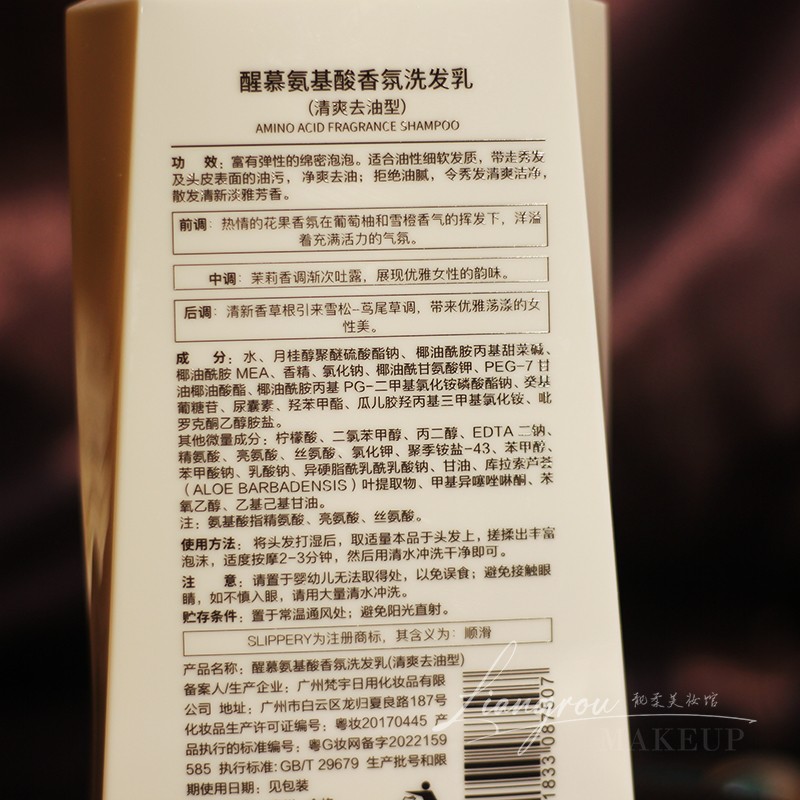 醒慕氨基酸香氛洗发乳
(清爽去油型)
AMINO ACID FRAGRANCE SHAMPOO
功 效：富有弹性的绵密泡泡。适合油性细软发质，带走秀发
及头皮表面的油污，净爽去油；拒绝油腻，令秀发清爽洁净，
散发清新淡雅芳香。
前调：热情的花果香氛在葡萄柚和雪橙香气的挥发下，洋溢
着充满活力的气氛。
中调：茉莉香调渐次吐露，展现优雅女性的韵味。
后调：清新香草根引来雪松--鸢尾草调，带来优雅荡漾的女
性美。
成 分：水、月桂醇聚醚硫酸酯钠、椰油酰胺丙基甜菜碱、
椰油酰胺 MEA、香精、氯化钠、椰油酰甘氨酸钾、PEG-7 甘
油椰油酸酯、椰油酰胺丙基 PG-二甲基氯化铵磷酸酯钠、癸基
葡糖苷、尿囊素、羟苯甲酯、瓜儿胶羟丙基三甲基氯化铵、吡
罗克酮乙醇胺盐。
其他微量成分：柠檬酸、二氯苯甲醇、丙二醇、EDTA 二钠、
精氨酸、亮氨酸、丝氨酸、氯化钾、聚季铵盐-43、苯甲醇、
苯甲酸钠、乳酸钠、异硬脂酰乳酰乳酸钠、甘油、库拉索芦荟
（ALOE BARBADENSIS）叶提取物、甲基异噻唑啉酮、苯
氧乙醇、乙基己基甘油。
注：氨基酸指精氨酸、亮氨酸、丝氨酸。
使用方法：将头发打湿后，取适量本品于头发上，搓揉出丰富
泡沫，适度按摩2-3分钟，然后用清水冲洗干净即可。
注 意：请置于婴幼儿无法取得处，以免误食；避免接触眼
睛，如不慎入眼，请用大量清水冲洗。
贮存条件：置于常温通风处；避免阳光直射。
SLIPPERY为注册商标，其含义为：顺滑
产品名称：醒慕氨基酸香氛洗发乳(清爽去油型)
备案人/生产企业：广州梵宇日用化妆品有限
公司 地址：广州市白云区龙归夏良路187号
化妆品生产许可证编号：粤妆20170445 产
品执行的标准编号：粤G妆网备字2022159
585 执行标准：GB/T 29679 生产批号和限
期使用日期：见包装
Liangrou 靓柔美妆馆
MAKEUP